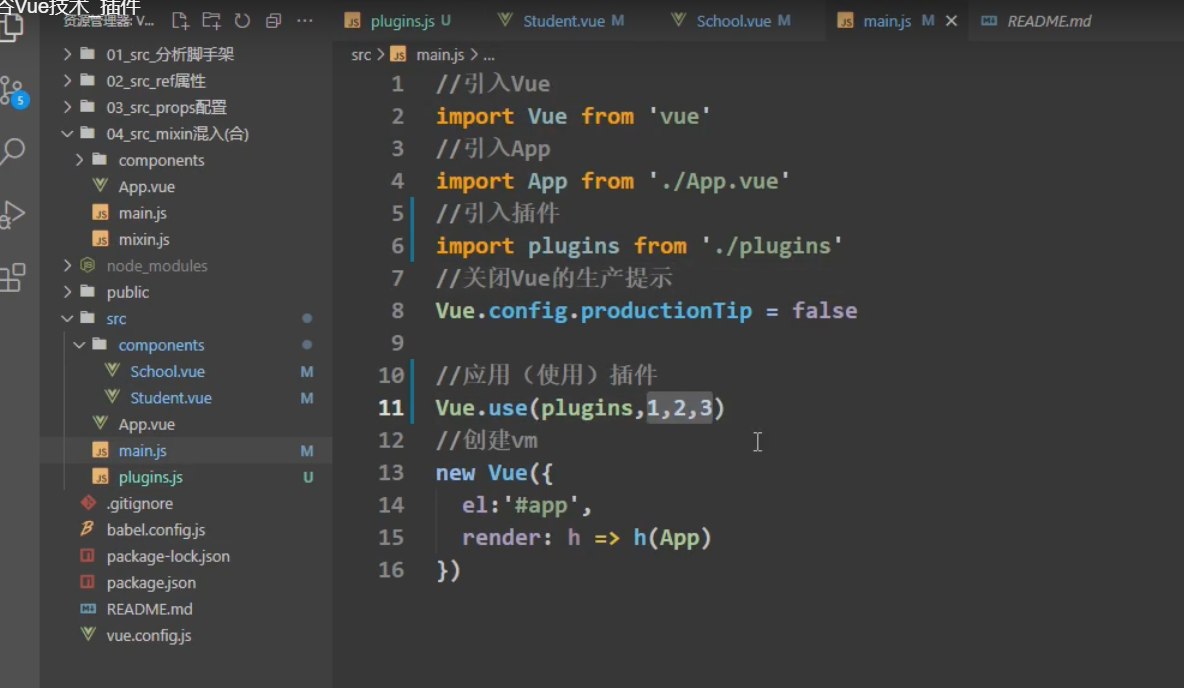 谷Vue技术_插件
资源管理器: V...
plugins.js U
Student.vue M
School.vue M
main.js M
README.md
src > main.js > ...
01_src_分析脚手架
02_src_ref属性
03_src_props配置
04_src_mixin混入(合)
components
App.vue
main.js
mixin.js
node_modules
public
src
components
School.vue M
Student.vue M
App.vue
main.js M
plugins.js U
.gitignore
babel.config.js
package-lock.json
package.json
README.md
vue.config.js
5
1 //引入Vue
2 import Vue from 'vue'
3 //引入App
4 import App from './App.vue'
5 //引入插件
6 import plugins from './plugins'
7 //关闭Vue的生产提示
8 Vue.config.productionTip = false
9
10 //应用（使用）插件
11 Vue.use(plugins,1,2,3)
12 //创建vm
13 new Vue({
14 el:'#app',
15 render: h => h(App)
16 })